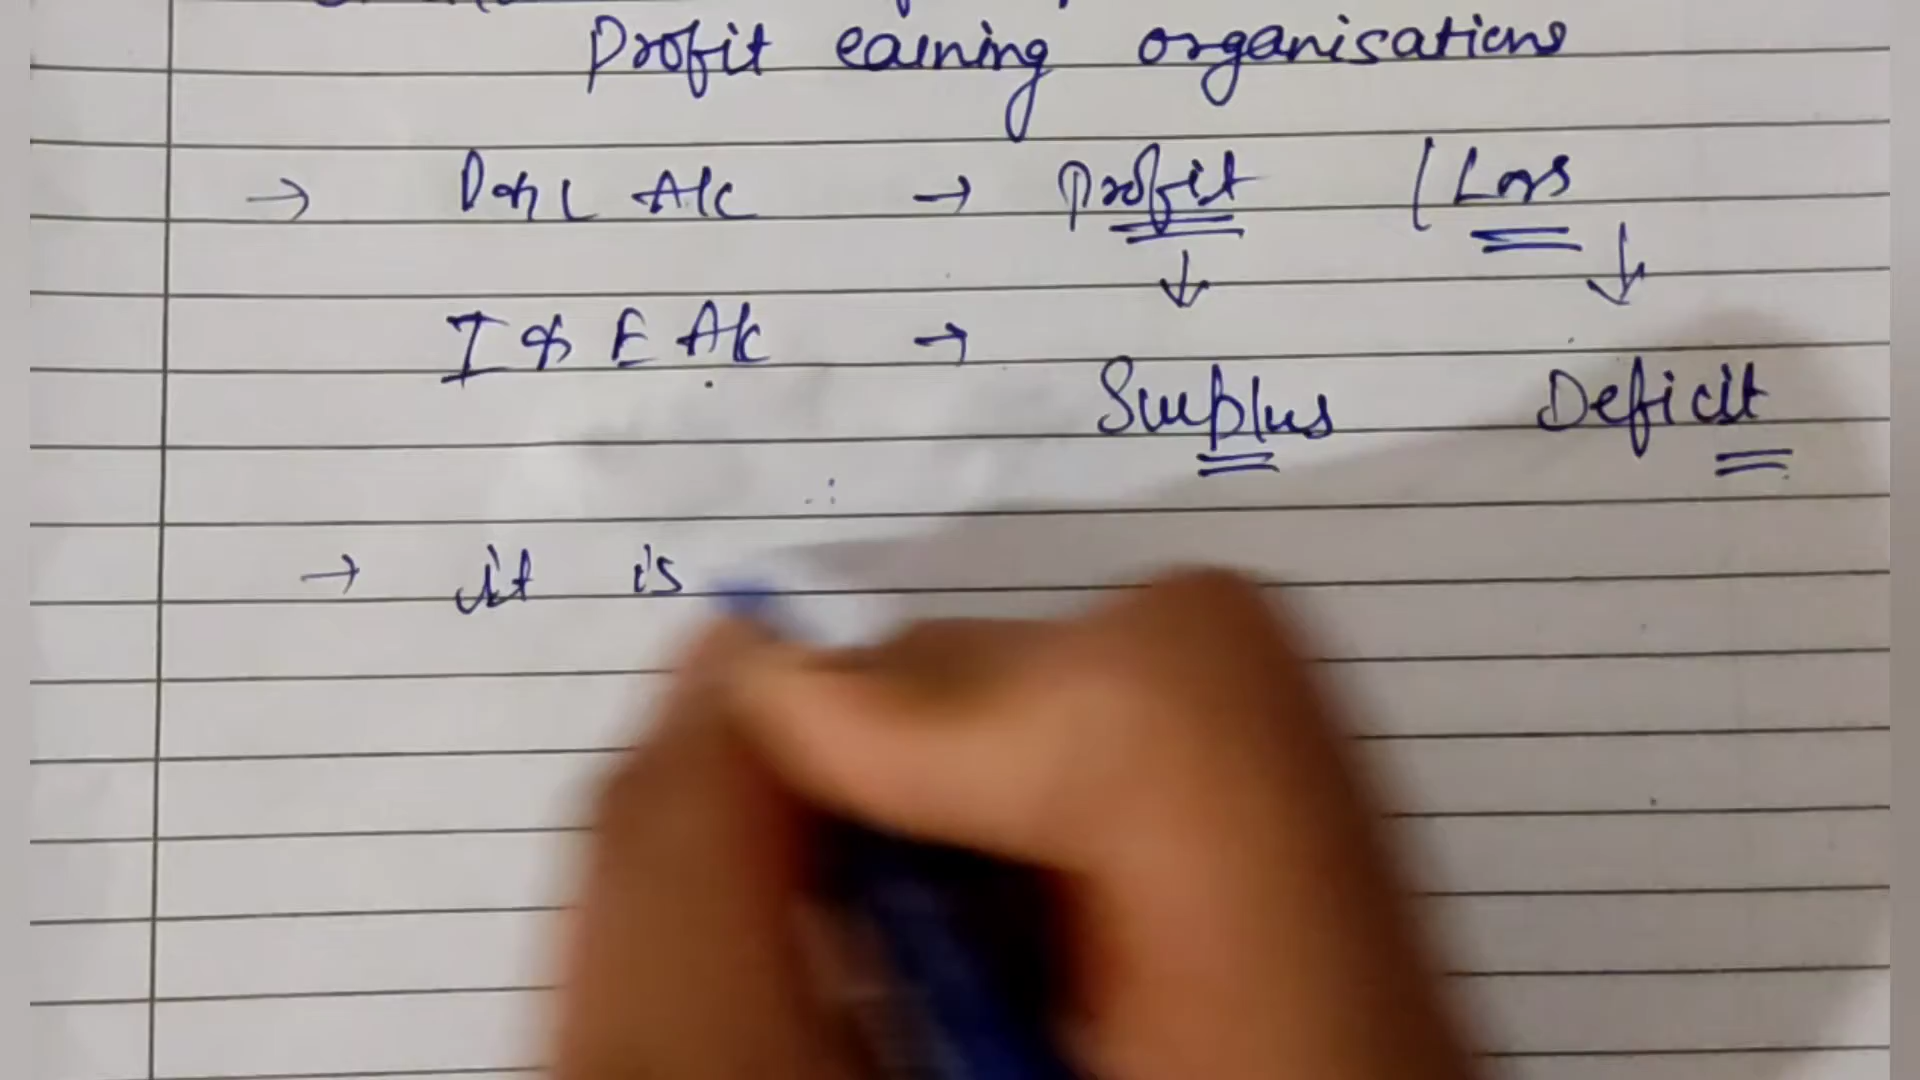 Profit earning organisations
→ P & L A/c → Profit / Loss
↓ ↓
I & E A/c →
Surplus Deficit
→ it is